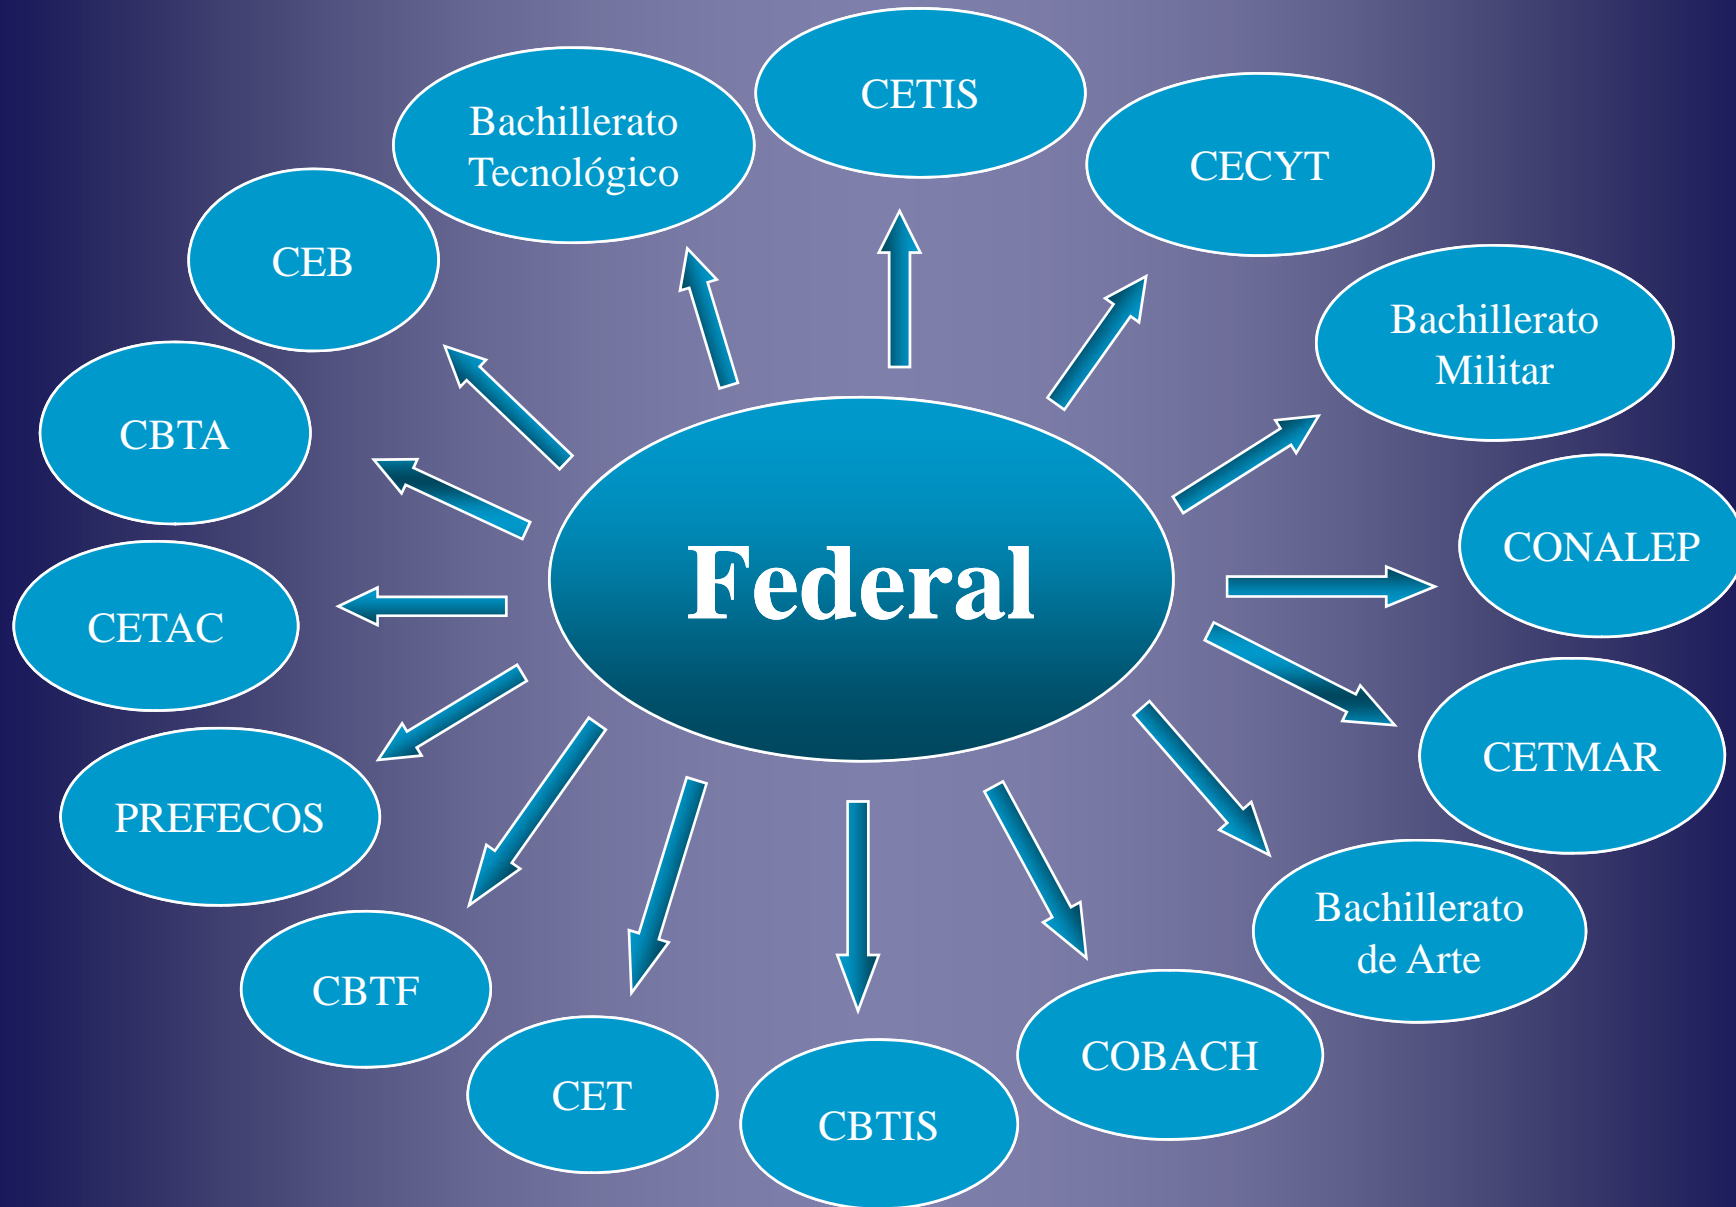 CETIS
Bachillerato
Tecnológico
CECYT
CEB
Bachillerato
Militar
CBTA
CONALEP
Federal
CETAC
CETMAR
PREFECOS
Bachillerato
de Arte
CBTF
COBACH
CET
CBTIS